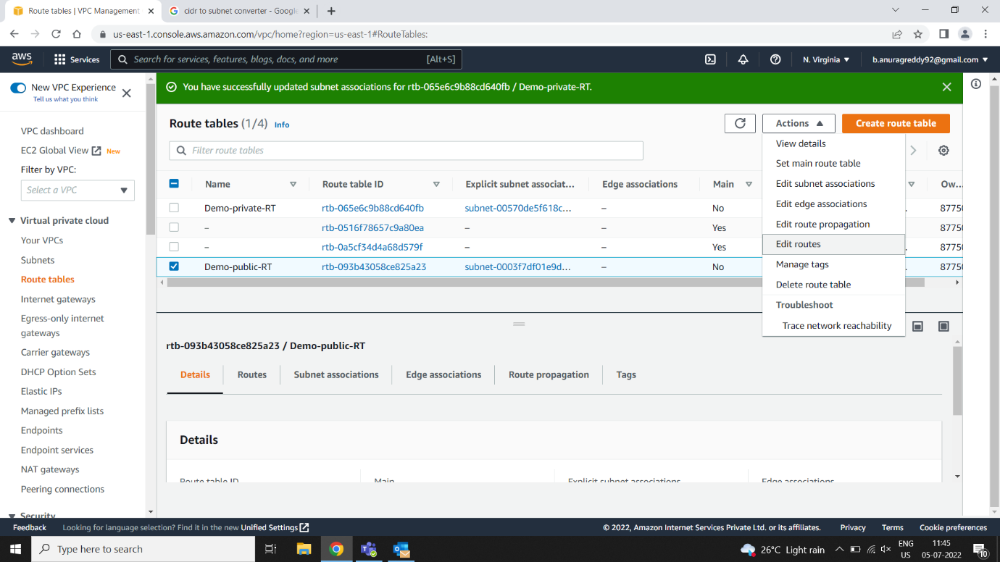 Route tables | VPC Management
cidr to subnet converter - Google
us-east-1.console.aws.amazon.com/vpc/home?region=us-east-1#RouteTables:
aws Services Search for services, features, blogs, docs, and more [Alt+S] N. Virginia b.anuragreddy92@gmail.com
New VPC Experience
Tell us what you think
VPC dashboard
EC2 Global View New
Filter by VPC:
Select a VPC
Virtual private cloud
Your VPCs
Subnets
Route tables
Internet gateways
Egress-only internet
gateways
Carrier gateways
DHCP Option Sets
Elastic IPs
Managed prefix lists
Endpoints
Endpoint services
NAT gateways
Peering connections
Security
You have successfully updated subnet associations for rtb-065e6c9b88cd640fb / Demo-private-RT.
Route tables (1/4) Info
Actions
Create route table
Filter route tables
Name Route table ID Explicit subnet associat... Edge associations Main Ow...
Demo-private-RT rtb-065e6c9b88cd640fb subnet-00570de5f618c... – No 8775
– rtb-0516f78657c9a80ea – – Yes 8775
– rtb-0a5cf34d4a68d579f – – Yes 8775
Demo-public-RT rtb-093b43058ce825a23 subnet-0003f7df01e9d... – No 8775
View details
Set main route table
Edit subnet associations
Edit edge associations
Edit route propagation
Edit routes
Manage tags
Delete route table
Troubleshoot
Trace network reachability
rtb-093b43058ce825a23 / Demo-public-RT
Details Routes Subnet associations Edge associations Route propagation Tags
Details
Route table ID Main Explicit subnet associations Edge associations
Feedback Looking for language selection? Find it in the new Unified Settings © 2022, Amazon Internet Services Private Ltd. or its affiliates. Privacy Terms Cookie preferences
Type here to search
26°C Light rain
ENG
US
11:45
05-07-2022
10